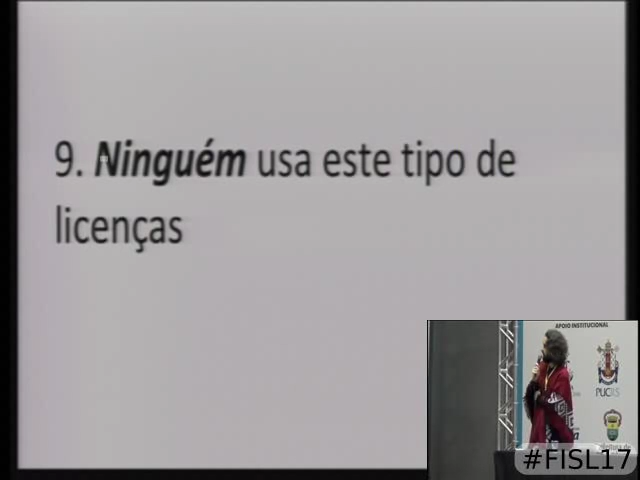 9. Ninguém usa este tipo de
licenças
APOIO INSTITUCIONAL
PUCRS
#FISL17